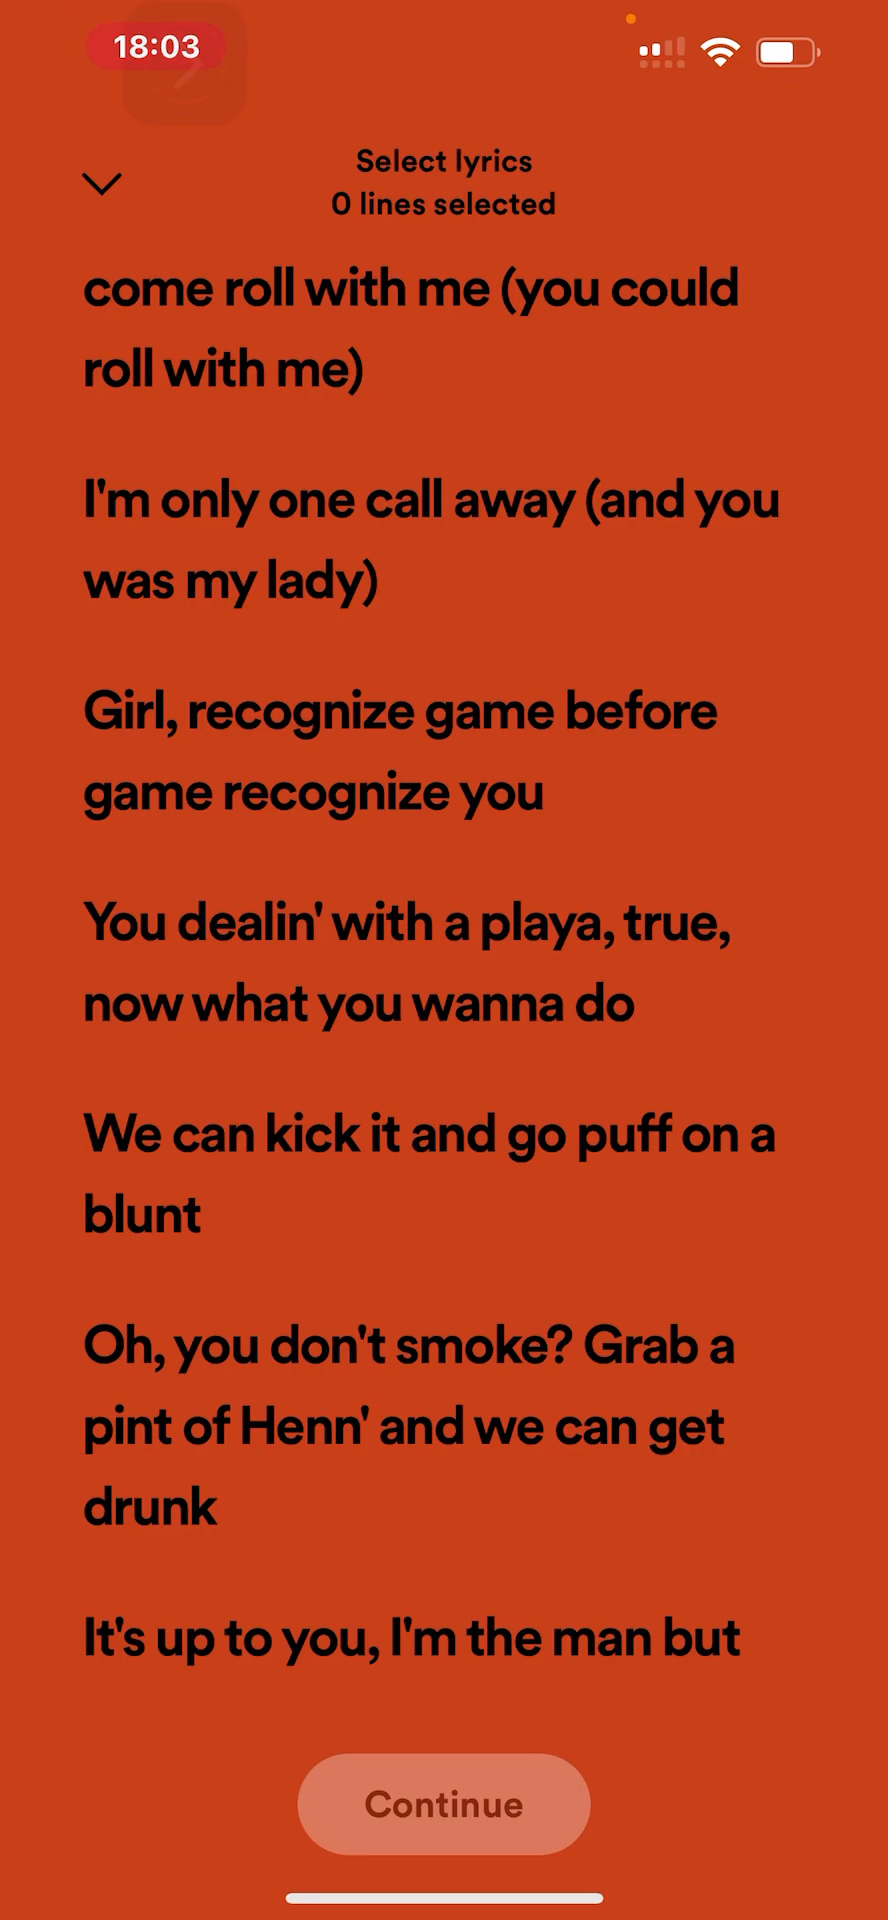 18:03
Select lyrics
0 lines selected
come roll with me (you could
roll with me)
I'm only one call away (and you
was my lady)
Girl, recognize game before
game recognize you
You dealin' with a playa, true,
now what you wanna do
We can kick it and go puff on a
blunt
Oh, you don't smoke? Grab a
pint of Henn' and we can get
drunk
It's up to you, I'm the man but
Continue